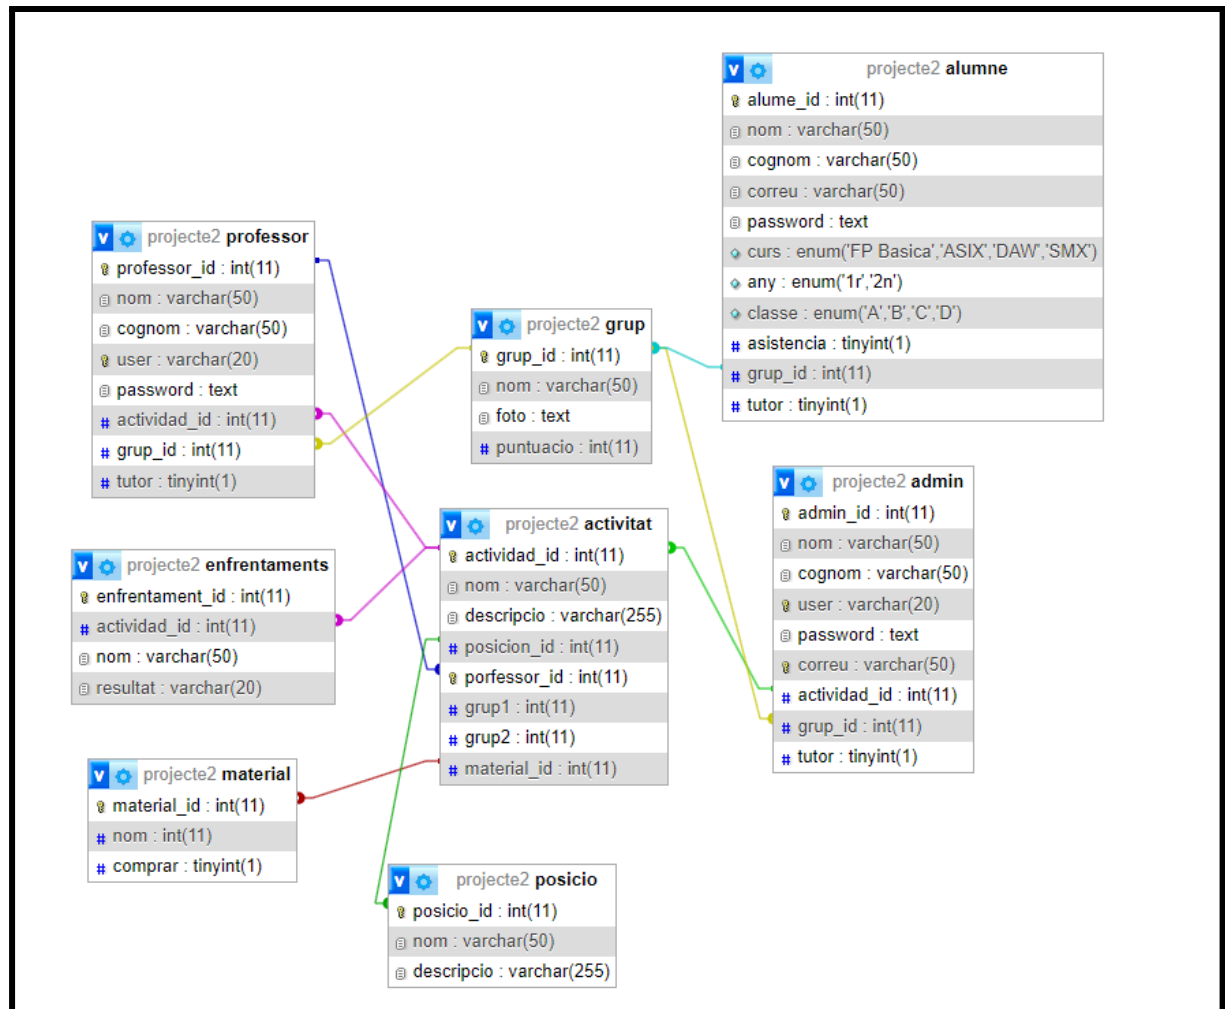 projecte2 alumne
alume_id : int(11)
nom : varchar(50)
cognom : varchar(50)
correu : varchar(50)
password : text
curs : enum('FP Basica','ASIX','DAW','SMX')
any : enum('1r','2n')
classe : enum('A','B','C','D')
asistencia : tinyint(1)
grup_id : int(11)
tutor : tinyint(1)
projecte2 professor
professor_id : int(11)
nom : varchar(50)
cognom : varchar(50)
user : varchar(20)
password : text
actividad_id : int(11)
grup_id : int(11)
tutor : tinyint(1)
projecte2 grup
grup_id : int(11)
nom : varchar(50)
foto : text
puntuacio : int(11)
projecte2 admin
admin_id : int(11)
nom : varchar(50)
cognom : varchar(50)
user : varchar(20)
password : text
correu : varchar(50)
actividad_id : int(11)
grup_id : int(11)
tutor : tinyint(1)
projecte2 activitat
actividad_id : int(11)
nom : varchar(50)
descripcio : varchar(255)
posicion_id : int(11)
porfessor_id : int(11)
grup1 : int(11)
grup2 : int(11)
material_id : int(11)
projecte2 enfrentaments
enfrentament_id : int(11)
actividad_id : int(11)
nom : varchar(50)
resultat : varchar(20)
projecte2 material
material_id : int(11)
nom : int(11)
comprar : tinyint(1)
projecte2 posicio
posicio_id : int(11)
nom : varchar(50)
descripcio : varchar(255)